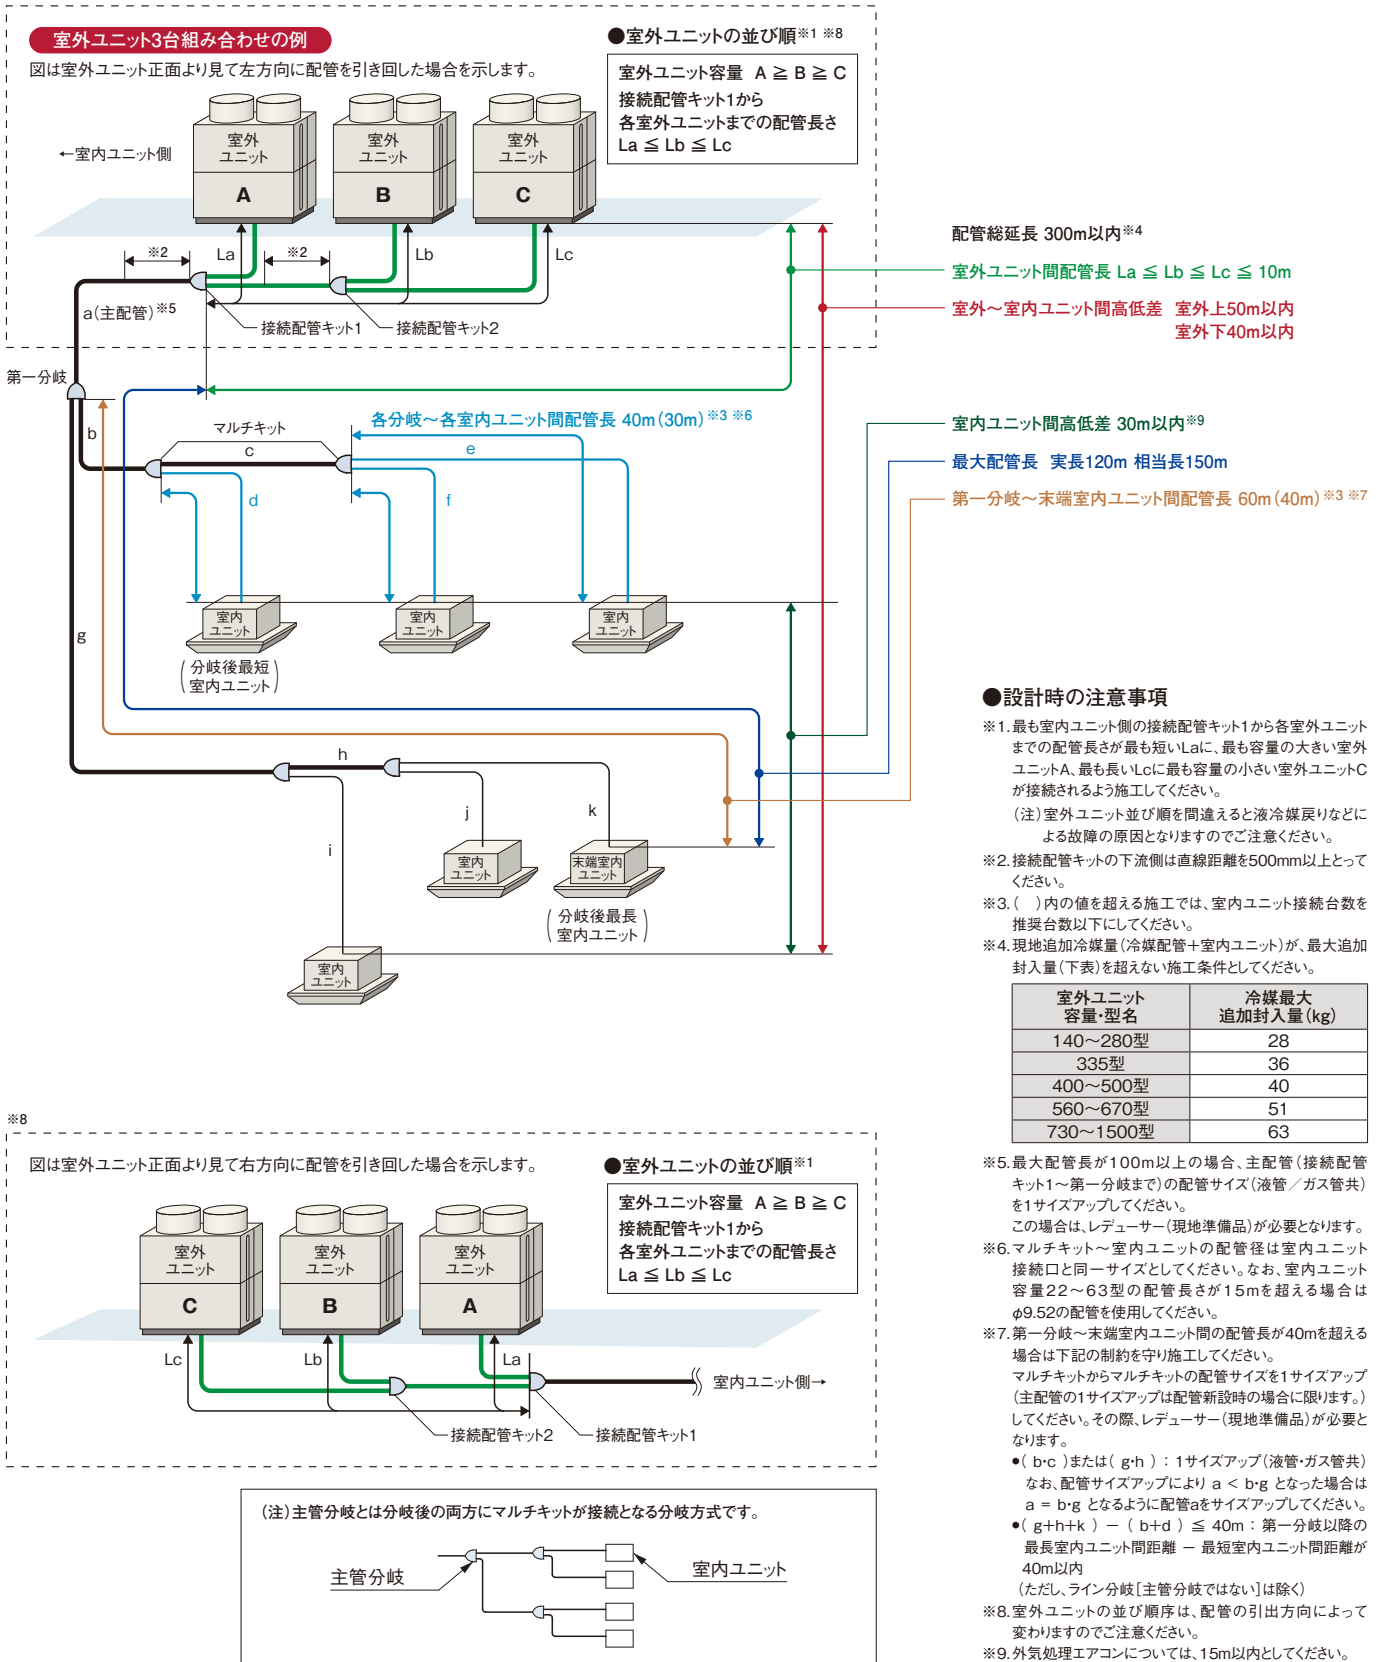 室外ユニット3台組み合わせの例
図は室外ユニット正面より見て左方向に配管を引き回した場合を示します。
●室外ユニットの並び順※1 ※8
室外ユニット容量 A ≧ B ≧ C
接続配管キット1から
各室外ユニットまでの配管長さ
La ≦ Lb ≦ Lc
←室内ユニット側
室外
ユニット
A
室外
ユニット
B
室外
ユニット
C
※2
La
※2
Lb
Lc
a(主配管)※5
接続配管キット1
接続配管キット2
配管総延長 300m以内※4
室外ユニット間配管長 La ≦ Lb ≦ Lc ≦ 10m
室外～室内ユニット間高低差 室外上50m以内
室外下40m以内
第一分岐
b
マルチキット
c
各分岐～各室内ユニット間配管長 40m(30m)※3 ※6
e
d
f
室内ユニット間高低差 30m以内※9
最大配管長 実長120m 相当長150m
第一分岐～末端室内ユニット間配管長 60m(40m)※3 ※7
g
室内
ユニット
室内
ユニット
室内
ユニット
(分岐後最短
室内ユニット)
h
i
j
k
室内
ユニット
末端室内
ユニット
(分岐後最長
室内ユニット)
室内
ユニット
●設計時の注意事項
※1.最も室内ユニット側の接続配管キット1から各室外ユニット
までの配管長さが最も短いLaに、最も容量の大きい室外
ユニットA、最も長いLcに最も容量の小さい室外ユニットC
が接続されるよう施工してください。
(注)室外ユニット並び順を間違えると液冷媒戻りなどに
よる故障の原因となりますのでご注意ください。
※2.接続配管キットの下流側は直線距離を500mm以上とって
ください。
※3.( )内の値を超える施工では、室内ユニット接続台数を
推奨台数以下にしてください。
※4.現地追加冷媒量(冷媒配管+室内ユニット)が、最大追加
封入量(下表)を超えない施工条件としてください。
室外ユニット
容量・型名
冷媒最大
追加封入量(kg)
140～280型 28
335型 36
400～500型 40
560～670型 51
730～1500型 63
※5.最大配管長が100m以上の場合、主配管(接続配管
キット1～第一分岐まで)の配管サイズ(液管／ガス管共)
を1サイズアップしてください。
この場合は、レデューサー(現地準備品)が必要となります。
※6.マルチキット～室内ユニットの配管径は室内ユニット
接続口と同一サイズとしてください。なお、室内ユニット
容量22～63型の配管長さが15mを超える場合は
φ9.52の配管を使用してください。
※7.第一分岐～末端室内ユニット間の配管長が40mを超える
場合は下記の制約を守り施工してください。
マルチキットからマルチキットの配管サイズを1サイズアップ
(主配管の1サイズアップは配管新設時の場合に限ります。)
してください。その際、レデューサー(現地準備品)が必要と
なります。
●( b・c )または( g・h ) : 1サイズアップ(液管・ガス管共)
なお、配管サイズアップにより a < b・g となった場合は
a = b・g となるように配管aをサイズアップしてください。
●( g+h+k ) − ( b+d ) ≦ 40m : 第一分岐以降の
最長室内ユニット間距離 − 最短室内ユニット間距離が
40m以内
(ただし、ライン分岐[主管分岐ではない]は除く)
※8.室外ユニットの並び順序は、配管の引出方向によって
変わりますのでご注意ください。
※9.外気処理エアコンについては、15m以内としてください。
※8
図は室外ユニット正面より見て右方向に配管を引き回した場合を示します。
●室外ユニットの並び順※1
室外ユニット容量 A ≧ B ≧ C
接続配管キット1から
各室外ユニットまでの配管長さ
La ≦ Lb ≦ Lc
室外
ユニット
C
室外
ユニット
B
室外
ユニット
A
Lc
Lb
La
室内ユニット側→
接続配管キット2
接続配管キット1
(注)主管分岐とは分岐後の両方にマルチキットが接続となる分岐方式です。
主管分岐
室内ユニット